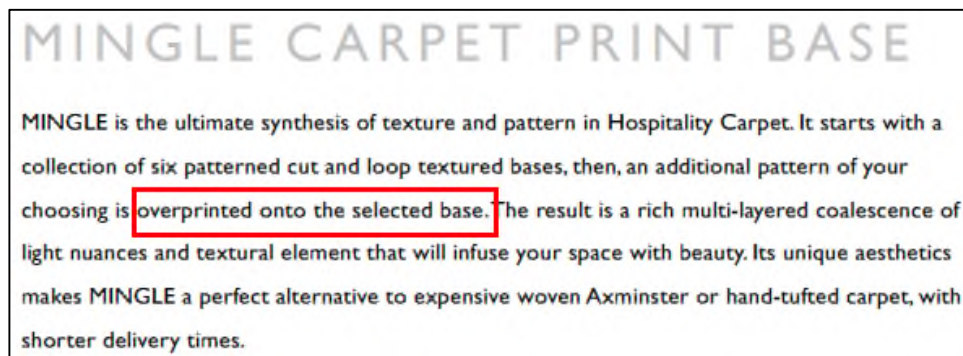 MINGLE CARPET PRINT BASE
MINGLE is the ultimate synthesis of texture and pattern in Hospitality Carpet. It starts with a
collection of six patterned cut and loop textured bases, then, an additional pattern of your
choosing is overprinted onto the selected base. The result is a rich multi-layered coalescence of
light nuances and textural element that will infuse your space with beauty. Its unique aesthetics
makes MINGLE a perfect alternative to expensive woven Axminster or hand-tufted carpet, with
shorter delivery times.